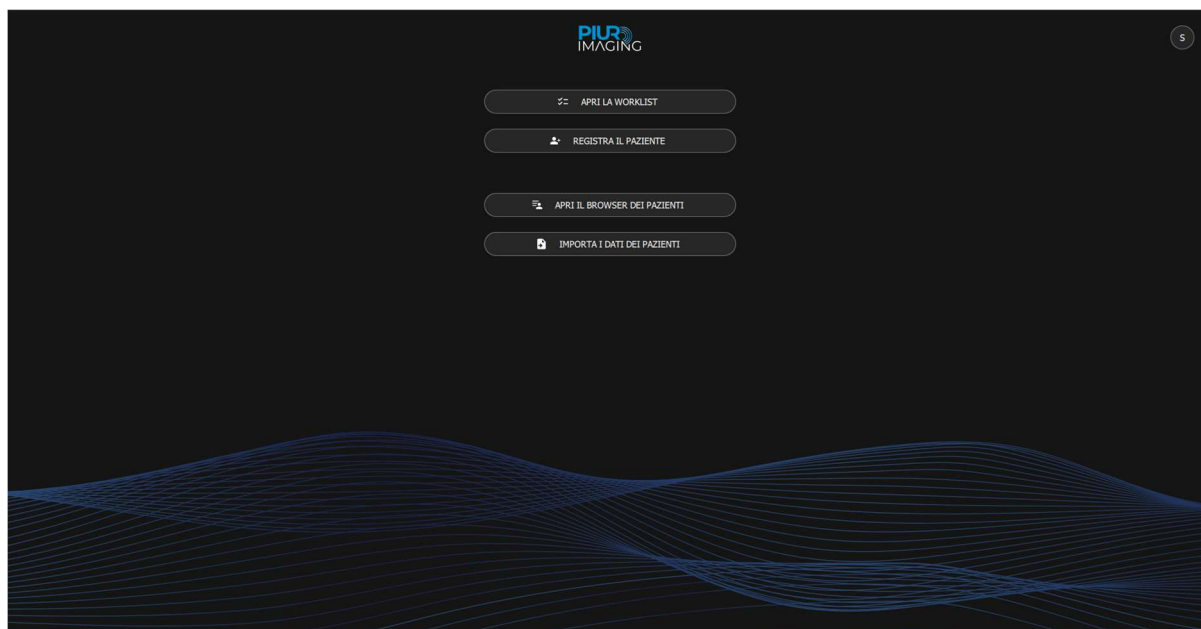 PIUR
IMAGING
S
APRI LA WORKLIST
REGISTRA IL PAZIENTE
APRI IL BROWSER DEI PAZIENTI
IMPORTA I DATI DEI PAZIENTI